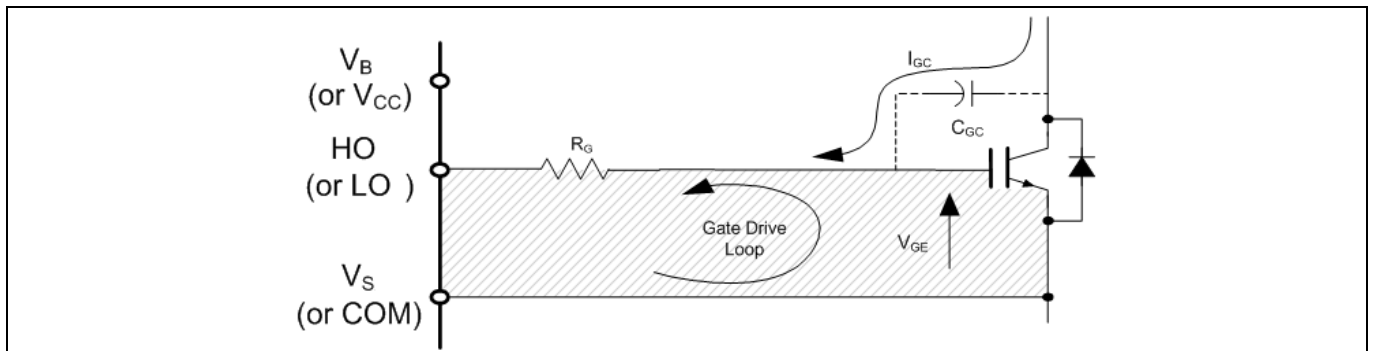 V_B
(or V_CC)
HO
(or LO )
V_S
(or COM)
R_G
I_GC
C_GC
Gate Drive
Loop
V_GE